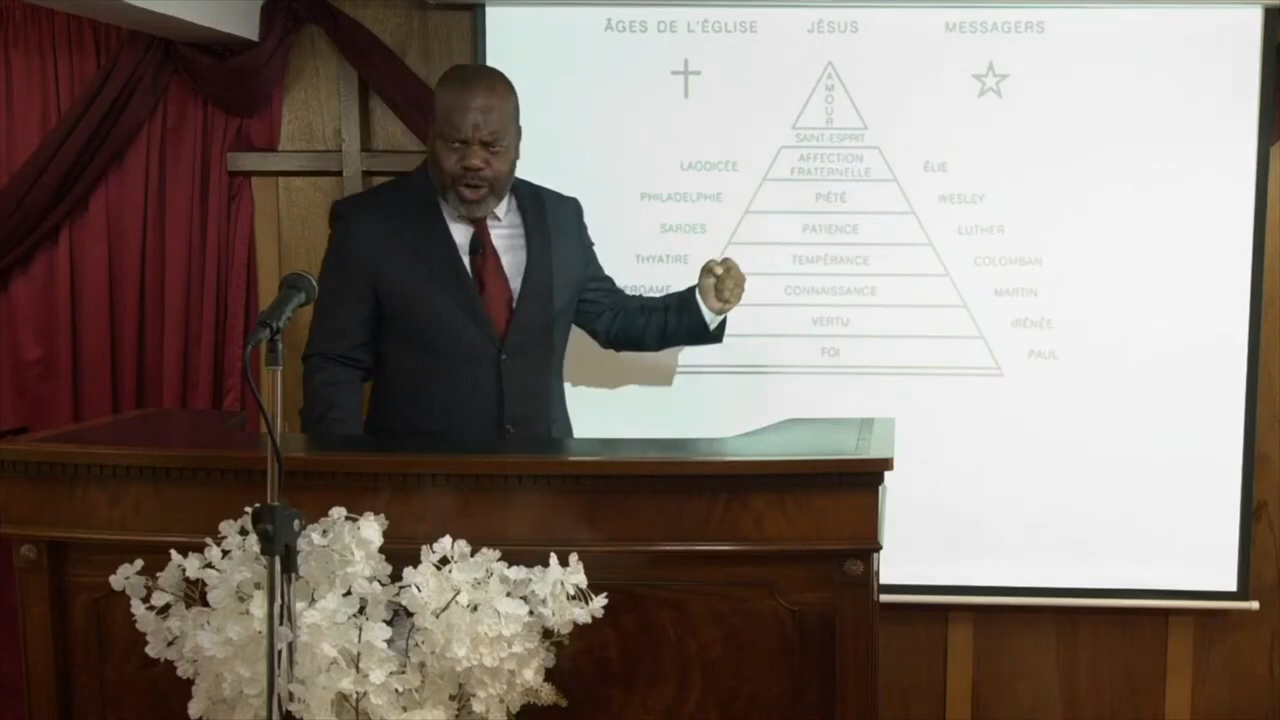 ÂGES DE L'ÉGLISE JÉSUS MESSAGERS
AMOUR
SAINT-ESPRIT
LAODICÉE AFFECTION FRATERNELLE ÉLIE
PHILADELPHIE PIÉTÉ WESLEY
SARDES PATIENCE LUTHER
THYATIRE TEMPÉRANCE COLOMBAN
CONNAISSANCE MARTIN
VERTU IRÉNÉE
FOI PAUL